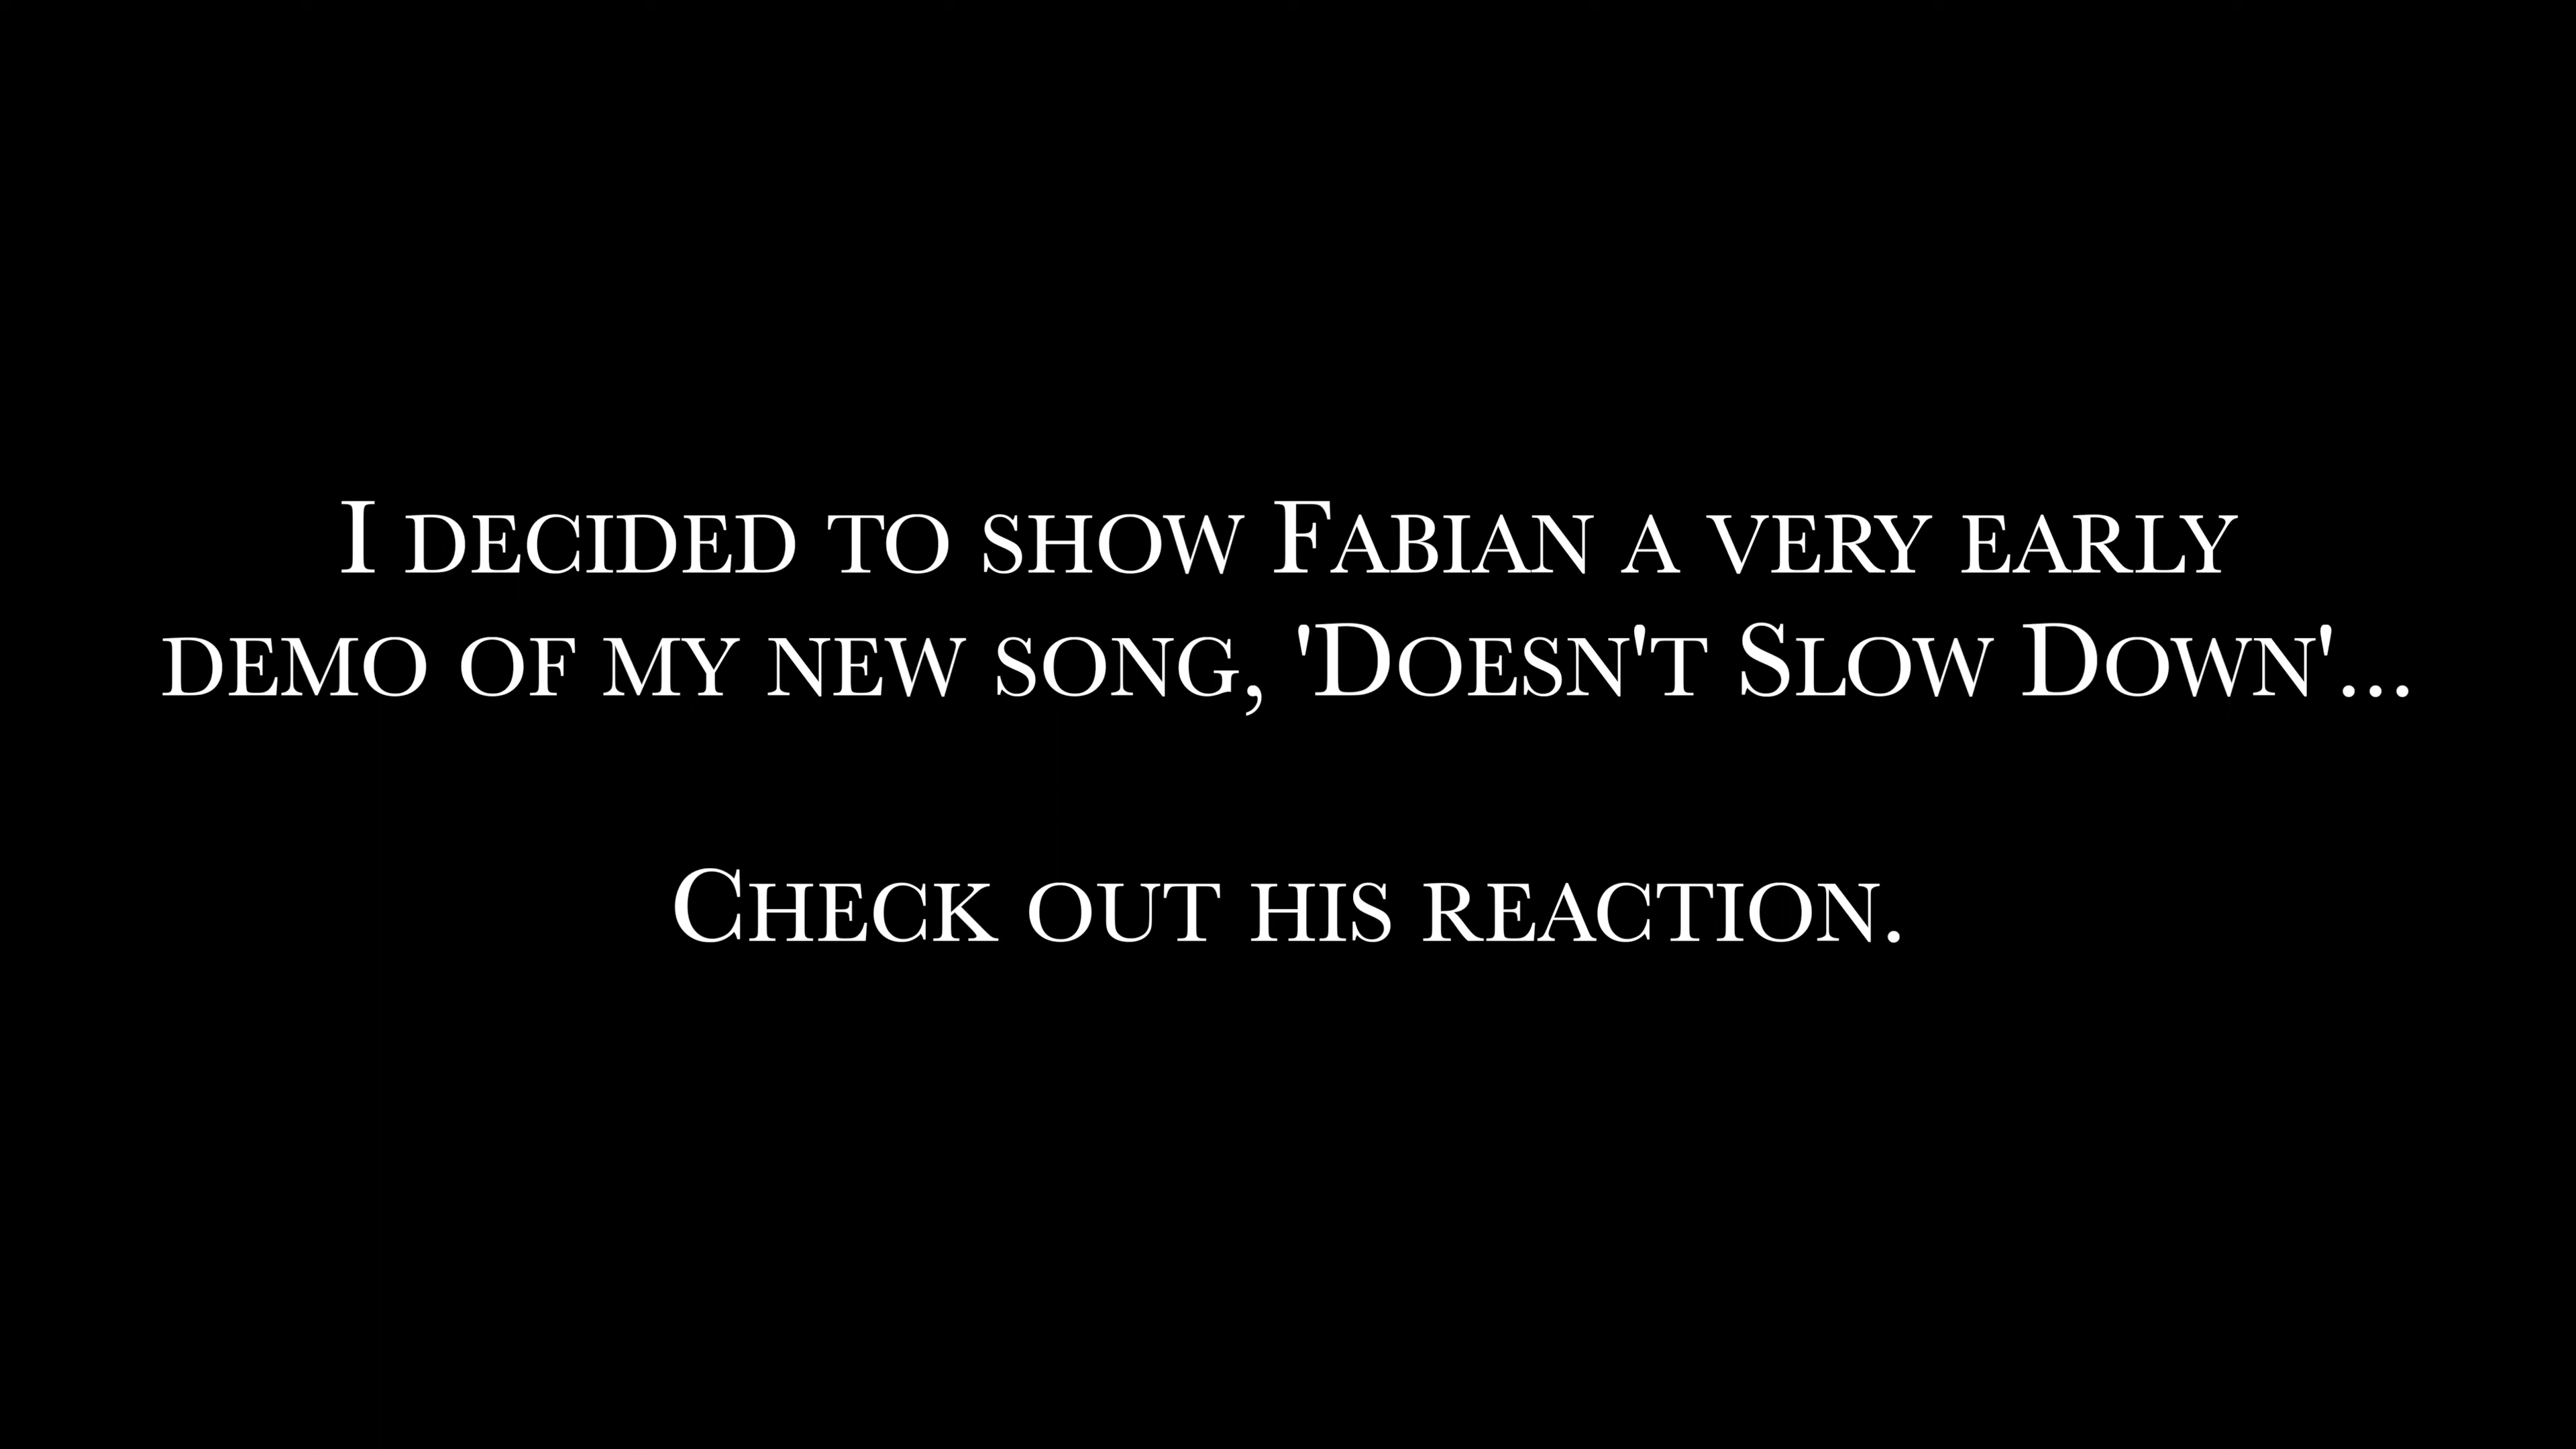 I decided to show Fabian a very early
demo of my new song, 'Doesn't Slow Down'...
Check out his reaction.